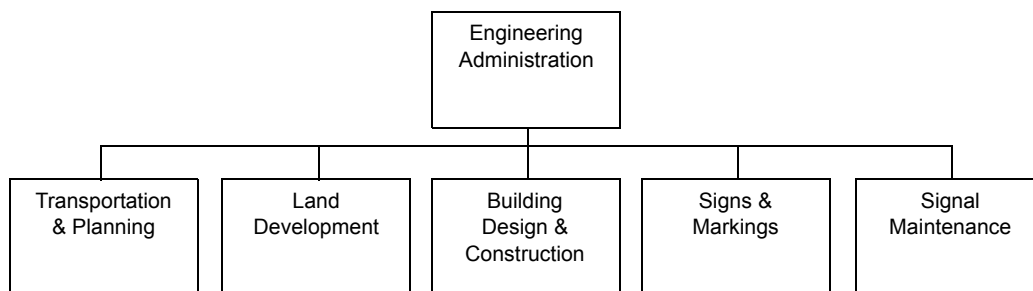 Engineering
Administration
Transportation
& Planning
Land
Development
Building
Design &
Construction
Signs &
Markings
Signal
Maintenance